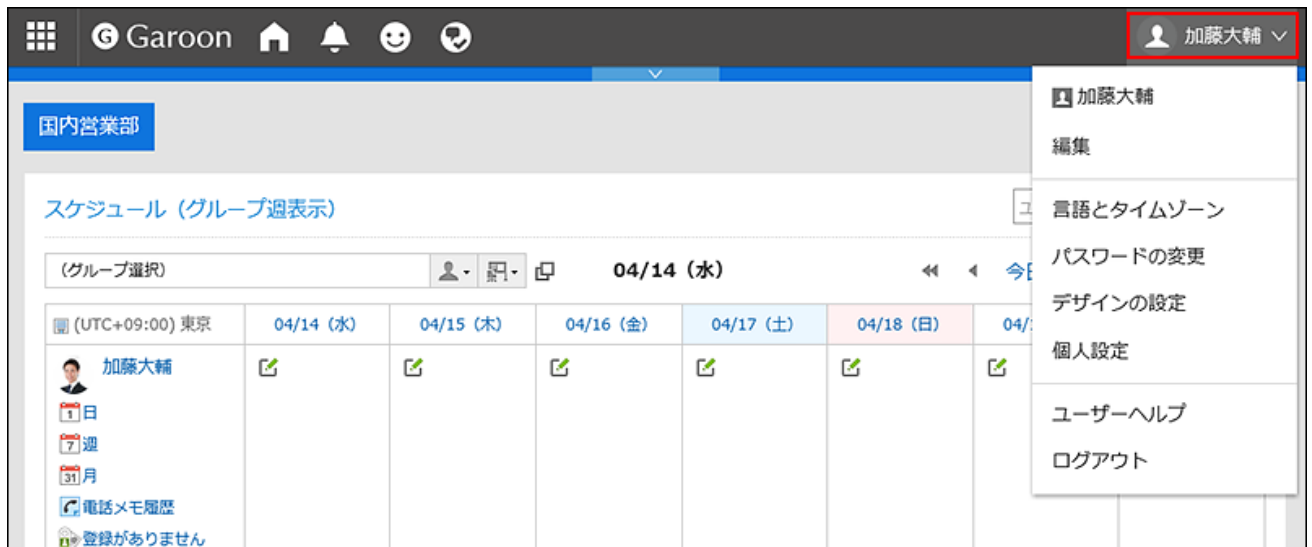 Garoon
加藤大輔
加藤大輔
編集
言語とタイムゾーン
パスワードの変更
デザインの設定
個人設定
ユーザーヘルプ
ログアウト
国内営業部
スケジュール（グループ週表示）
（グループ選択）
04/14（水）
(UTC+09:00) 東京 04/14（水） 04/15（木） 04/16（金） 04/17（土） 04/18（日） 04/
加藤大輔
1 日
7 週
31 月
電話メモ履歴
登録がありません